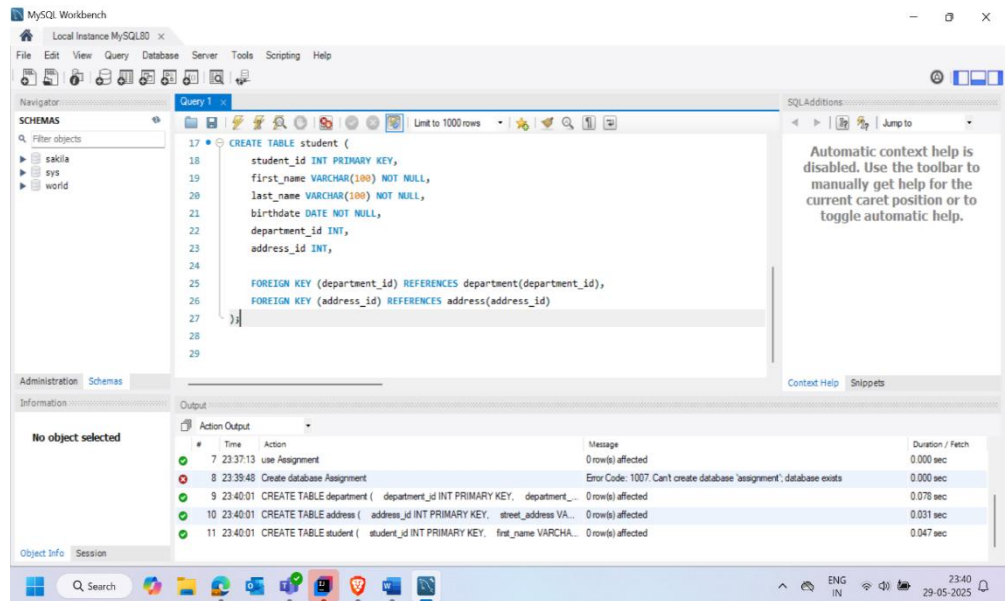 MySQL Workbench
Local Instance MySQL80 ×
File Edit View Query Database Server Tools Scripting Help
Navigator
Query 1 ×
SQLAdditions
SCHEMAS
Limit to 1000 rows
Jump to
Filter objects
sakila
sys
world
17 CREATE TABLE student (
18 student_id INT PRIMARY KEY,
19 first_name VARCHAR(100) NOT NULL,
20 last_name VARCHAR(100) NOT NULL,
21 birthdate DATE NOT NULL,
22 department_id INT,
23 address_id INT,
24
25 FOREIGN KEY (department_id) REFERENCES department(department_id),
26 FOREIGN KEY (address_id) REFERENCES address(address_id)
27 );
28
29
Automatic context help is
disabled. Use the toolbar to
manually get help for the
current caret position or to
toggle automatic help.
Administration Schemas
Context Help Snippets
Information
Output
No object selected
Action Output
# Time Action Message Duration / Fetch
7 23:37:13 use Assignment 0 row(s) affected 0.000 sec
8 23:39:48 Create database Assignment Error Code: 1007. Can't create database 'assignment'; database exists 0.000 sec
9 23:40:01 CREATE TABLE department ( department_id INT PRIMARY KEY, department_... 0 row(s) affected 0.078 sec
10 23:40:01 CREATE TABLE address ( address_id INT PRIMARY KEY, street_address VA... 0 row(s) affected 0.031 sec
11 23:40:01 CREATE TABLE student ( student_id INT PRIMARY KEY, first_name VARCHA... 0 row(s) affected 0.047 sec
Object Info Session
Search
ENG
IN
23:40
29-05-2025